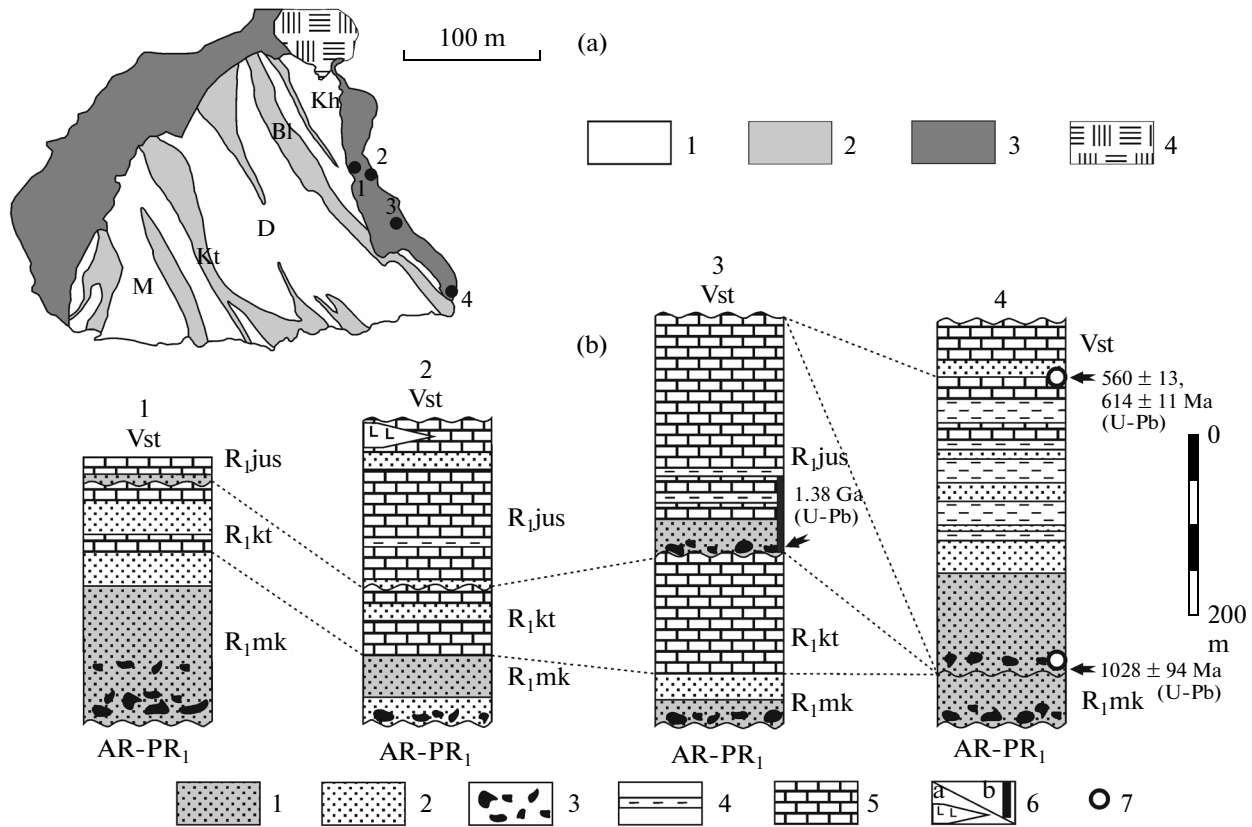 100 m
(a)
Kh
Bl
2
1
3
D
Kt
M
4
1
2
3
4
(b)
1
Vst
R₁jus
R₁kt
R₁mk
AR-PR₁
2
Vst
L L
R₁jus
R₁kt
R₁mk
AR-PR₁
3
Vst
R₁jus
1.38 Ga
(U-Pb)
R₁kt
R₁mk
AR-PR₁
4
Vst
560 ± 13,
614 ± 11 Ma
(U-Pb)
1028 ± 94 Ma
(U-Pb)
R₁mk
AR-PR₁
0
200
m
1
2
3
4
5
a
b
L L
6
7